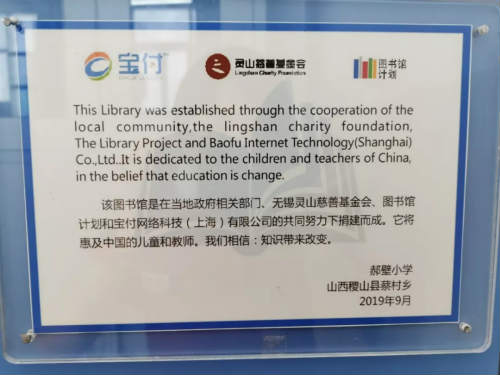 宝付 灵山慈善基金会 图书馆
Lingshan Charity Foundation 计划
This Library was established through the cooperation of the
local community,the lingshan charity foundation,
The Library Project and Baofu Internet Technology(Shanghai)
Co.,Ltd..It is dedicated to the children and teachers of China,
in the belief that education is change.
该图书馆是在当地政府相关部门、无锡灵山慈善基金会、图书馆
计划和宝付网络科技（上海）有限公司的共同努力下捐建而成。它将
惠及中国的儿童和教师。我们相信：知识带来改变。
郝壁小学
山西稷山县蔡村乡
2019年9月